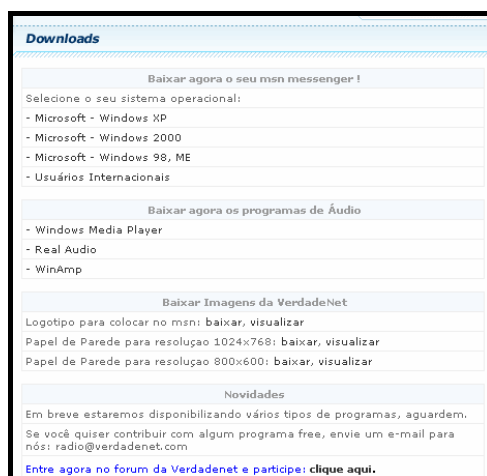 Downloads
Baixar agora o seu msn messenger !
Selecione o seu sistema operacional:
- Microsoft - Windows XP
- Microsoft - Windows 2000
- Microsoft - Windows 98, ME
- Usuários Internacionais
Baixar agora os programas de Áudio
- Windows Media Player
- Real Audio
- WinAmp
Baixar Imagens da VerdadeNet
Logotipo para colocar no msn: baixar, visualizar
Papel de Parede para resoluçao 1024x768: baixar, visualizar
Papel de Parede para resoluçao 800x600: baixar, visualizar
Novidades
Em breve estaremos disponibilizando vários tipos de programas, aguardem.
Se você quiser contribuir com algum programa free, envie um e-mail para
nós: radio@verdadenet.com
Entre agora no forum da Verdadenet e participe: clique aqui.